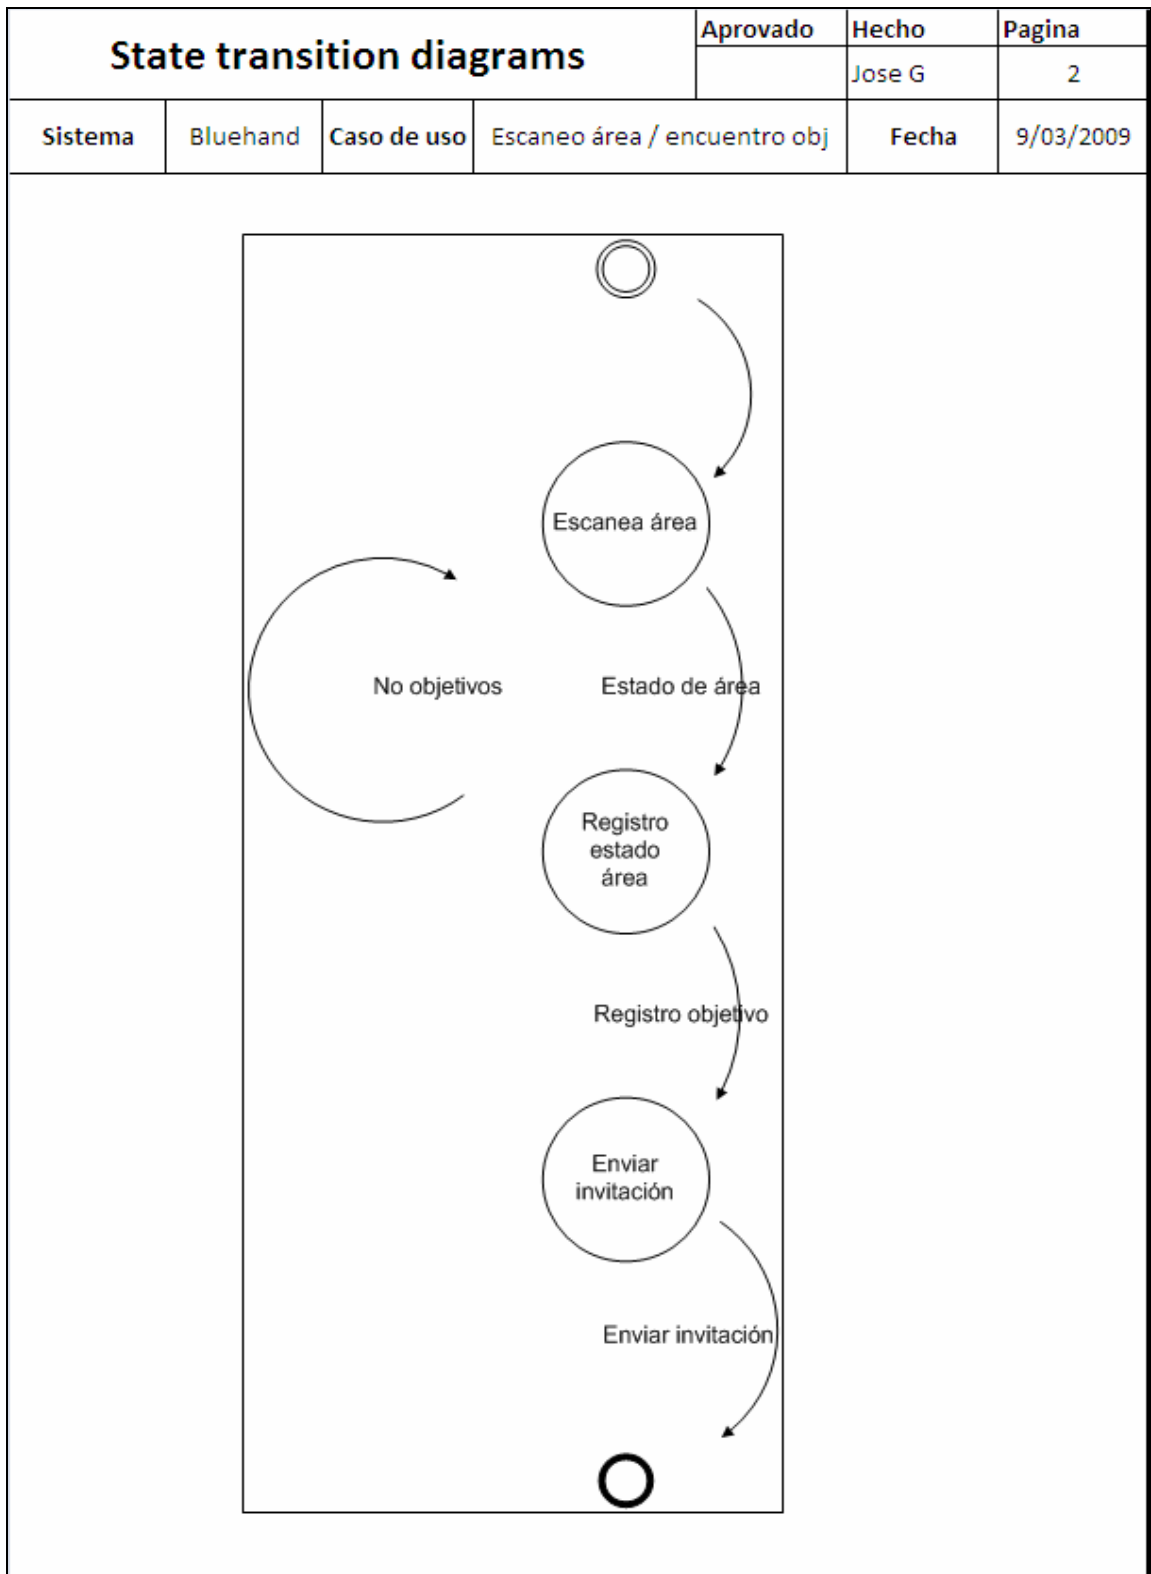 State transition diagrams
Aprovado
Hecho
Pagina
Jose G
2
Sistema
Bluehand
Caso de uso
Escaneo área / encuentro obj
Fecha
9/03/2009
Escanea área
No objetivos
Estado de área
Registro
estado
área
Registro objetivo
Enviar
invitación
Enviar invitación